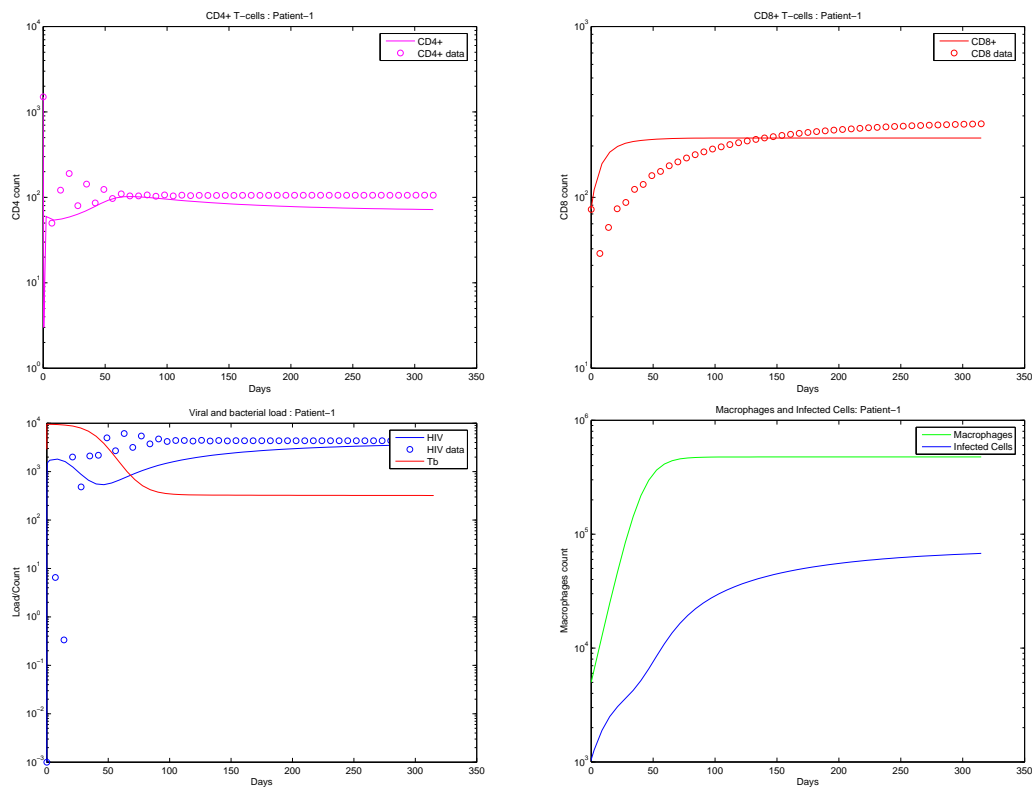 CD4+ T−cells : Patient−1
CD4+
CD4+ data
10^4
10^3
10^2
10^1
10^0
CD4 count
0 50 100 150 200 250 300 350
Days
CD8+ T−cells : Patient−1
CD8+
CD8 data
10^3
10^2
10^1
CD8 count
0 50 100 150 200 250 300 350
Days
Viral and bacterial load : Patient−1
HIV
HIV data
Tb
10^4
10^3
10^2
10^1
10^0
10^−1
10^−2
10^−3
Load/Count
0 50 100 150 200 250 300 350
Days
Macrophages and Infected Cells: Patient−1
Macrophages
Infected Cells
10^6
10^5
10^4
10^3
Macrophages count
0 50 100 150 200 250 300 350
Days